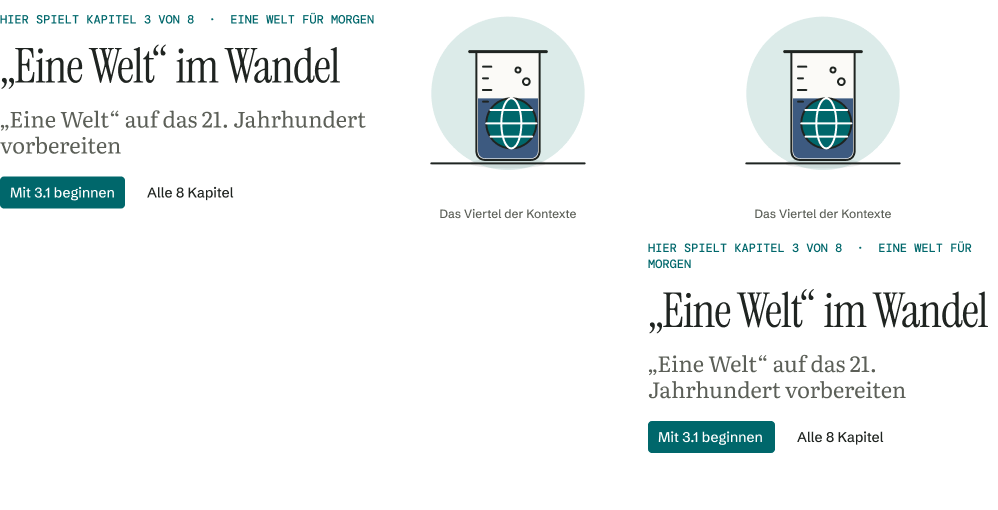 HIER SPIELT KAPITEL 3 VON 8 · EINE WELT FÜR MORGEN
„Eine Welt“ im Wandel
„Eine Welt“ auf das 21. Jahrhundert
vorbereiten
Mit 3.1 beginnen
Alle 8 Kapitel
Das Viertel der Kontexte
Das Viertel der Kontexte
HIER SPIELT KAPITEL 3 VON 8 · EINE WELT FÜR
MORGEN
„Eine Welt“ im Wandel
„Eine Welt“ auf das 21.
Jahrhundert vorbereiten
Mit 3.1 beginnen
Alle 8 Kapitel